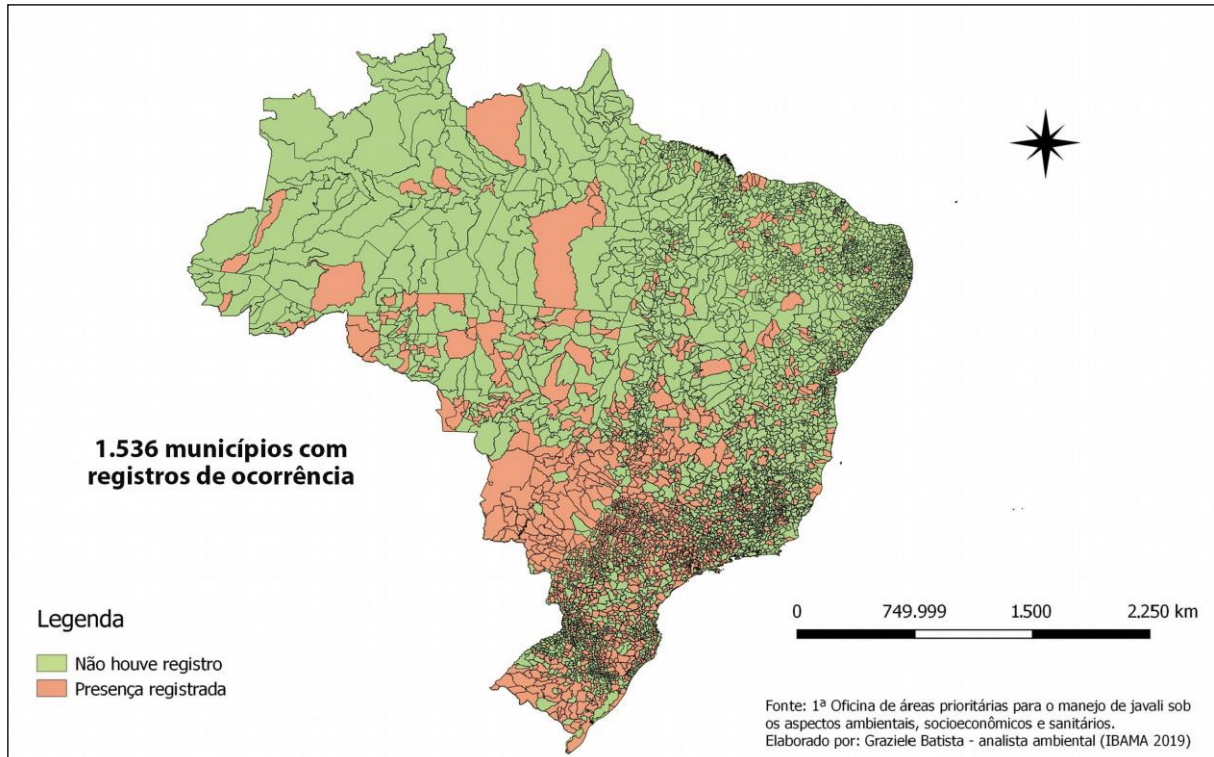 1.536 municípios com
registros de ocorrência
Legenda
Não houve registro
Presença registrada
0 749.999 1.500 2.250 km
Fonte: 1ª Oficina de áreas prioritárias para o manejo de javali sob
os aspectos ambientais, socioeconômicos e sanitários.
Elaborado por: Graziele Batista - analista ambiental (IBAMA 2019)